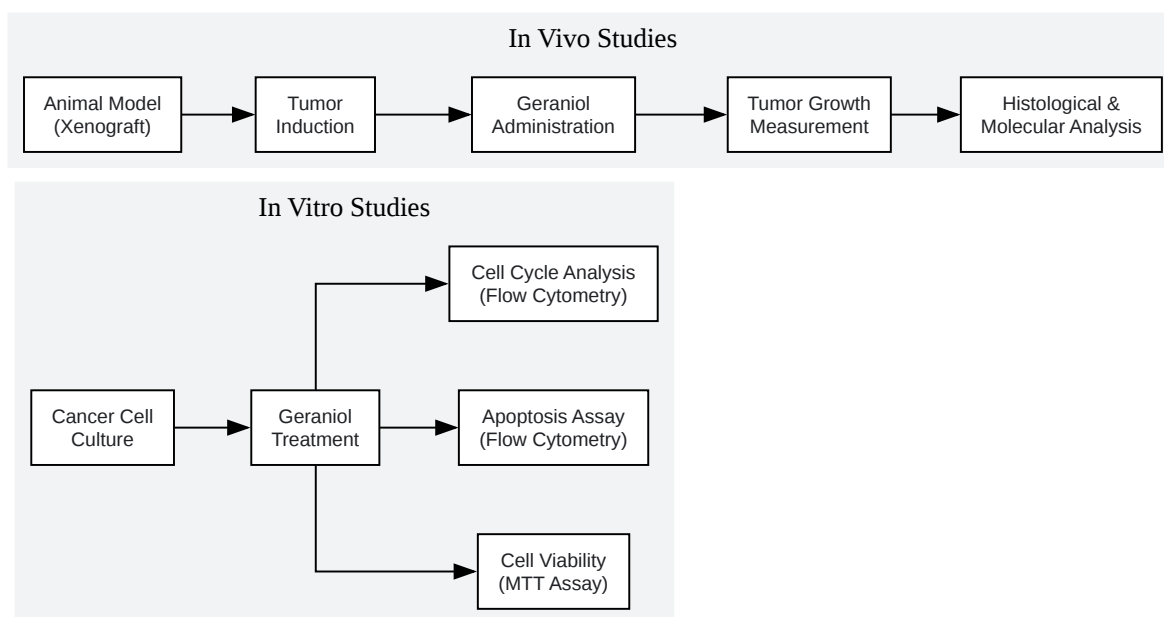 In Vivo Studies
Animal Model
(Xenograft)
Tumor
Induction
Geraniol
Administration
Tumor Growth
Measurement
Histological &
Molecular Analysis
In Vitro Studies
Cell Cycle Analysis
(Flow Cytometry)
Cancer Cell
Culture
Geraniol
Treatment
Apoptosis Assay
(Flow Cytometry)
Cell Viability
(MTT Assay)